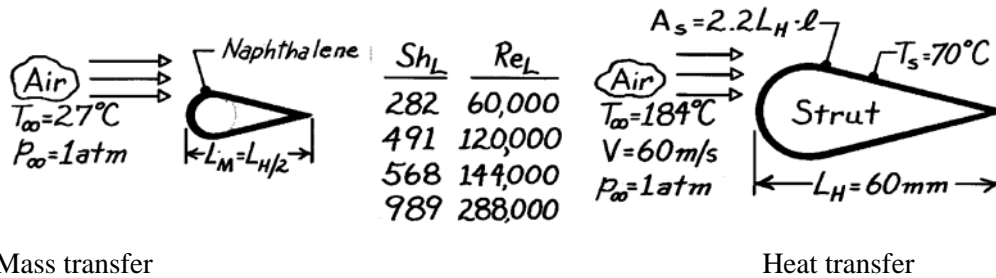 Naphthalene
Air
T∞=27°C
P∞=1atm
L_M=L_H/2
Sh_L Re_L
282 60,000
491 120,000
568 144,000
989 288,000
A_s=2.2L_H·l
Air
T∞=184°C
V=60m/s
P∞=1atm
T_s=70°C
Strut
L_H=60mm
Mass transfer
Heat transfer